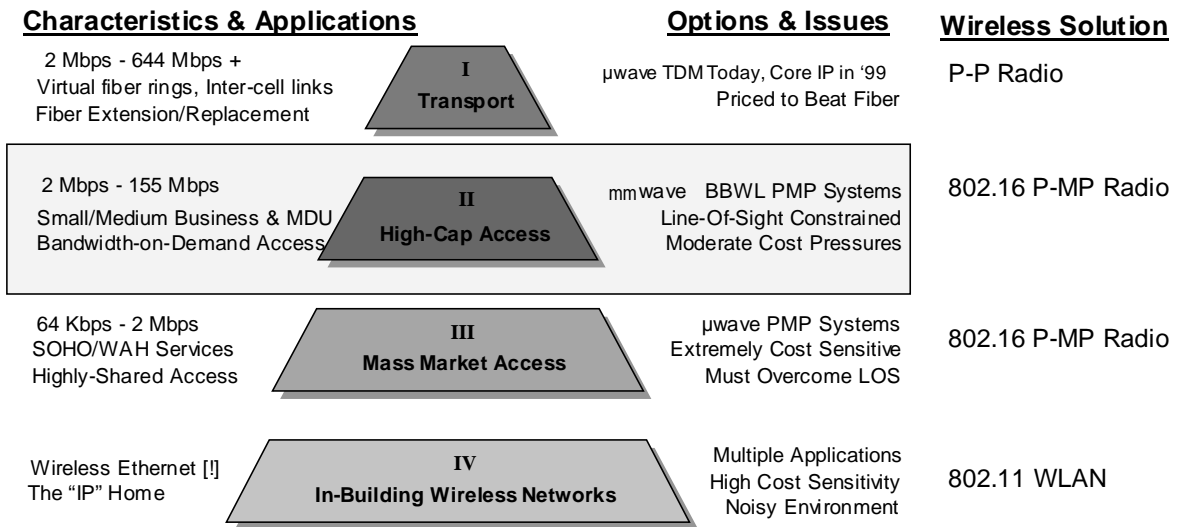 Characteristics & Applications
Options & Issues
Wireless Solution
2 Mbps - 644 Mbps +
Virtual fiber rings, Inter-cell links
Fiber Extension/Replacement
I
Transport
µwave TDM Today, Core IP in ‘99
Priced to Beat Fiber
P-P Radio
2 Mbps - 155 Mbps
Small/Medium Business & MDU
Bandwidth-on-Demand Access
II
High-Cap Access
mmwave BBWL PMP Systems
Line-Of-Sight Constrained
Moderate Cost Pressures
802.16 P-MP Radio
64 Kbps - 2 Mbps
SOHO/WAH Services
Highly-Shared Access
III
Mass Market Access
µwave PMP Systems
Extremely Cost Sensitive
Must Overcome LOS
802.16 P-MP Radio
Wireless Ethernet [!]
The “IP” Home
IV
In-Building Wireless Networks
Multiple Applications
High Cost Sensitivity
Noisy Environment
802.11 WLAN